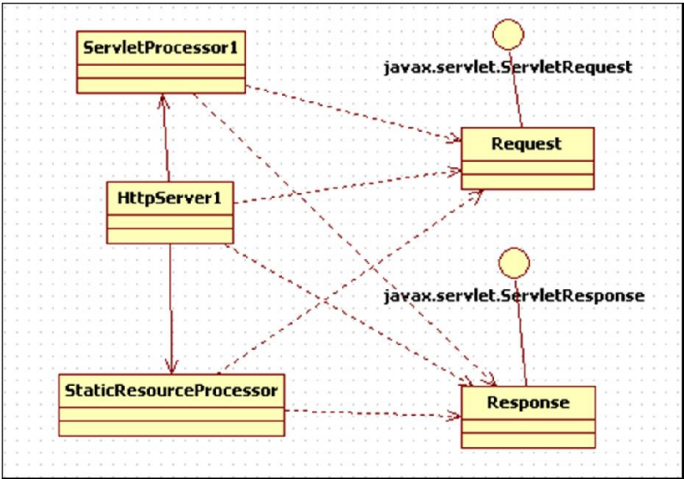 ServletProcessor1
javax.servlet.ServletRequest
Request
HttpServer1
javax.servlet.ServletResponse
StaticResourceProcessor
Response